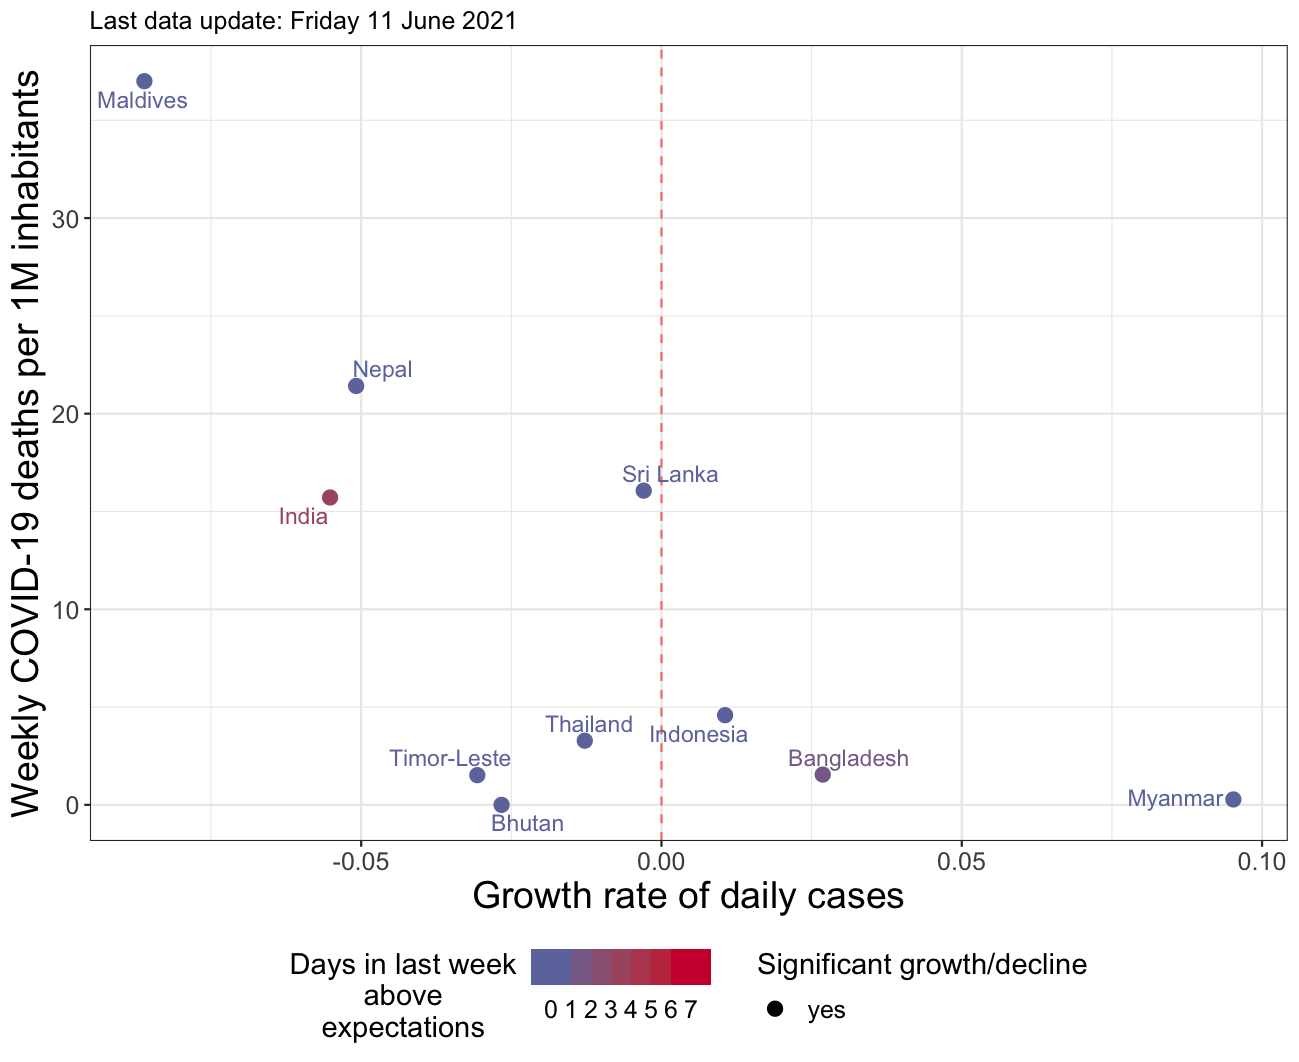 Last data update: Friday 11 June 2021
Weekly COVID-19 deaths per 1M inhabitants
30
20
10
0
Maldives
Nepal
India
Sri Lanka
Thailand
Indonesia
Timor-Leste
Bangladesh
Myanmar
Bhutan
-0.05 0.00 0.05 0.10
Growth rate of daily cases
Days in last week
above
expectations
0 1 2 3 4 5 6 7
Significant growth/decline
yes